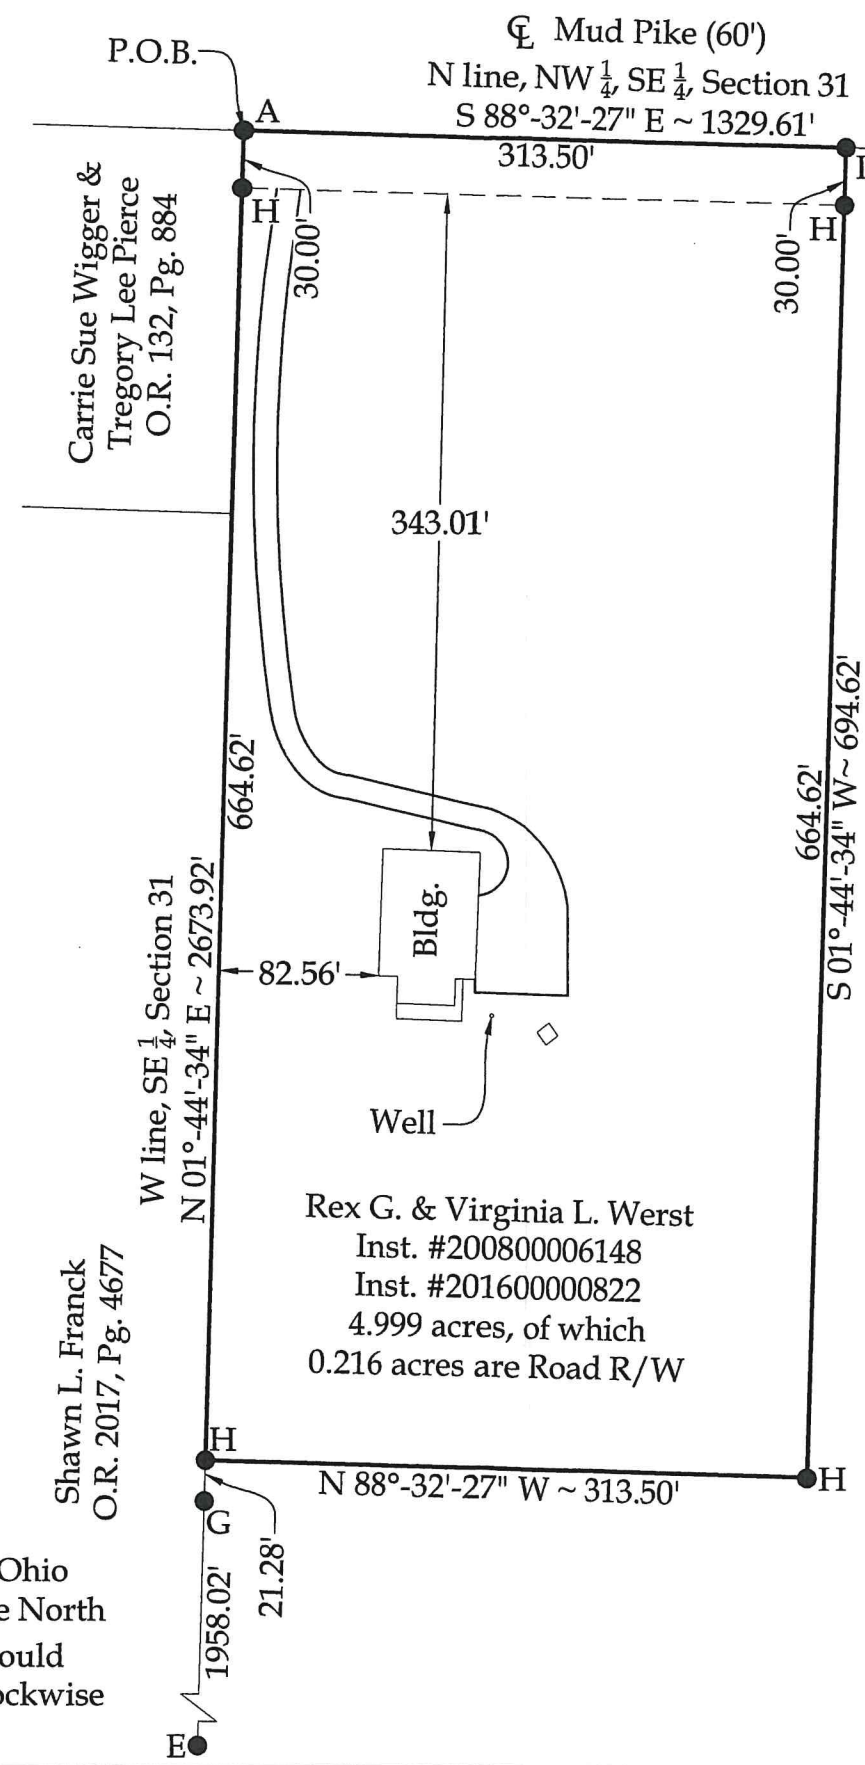 ℄ Mud Pike (60')
P.O.B.
N line, NW 1/4, SE 1/4, Section 31
S 88°-32'-27" E ~ 1329.61'
A
313.50'
H
30.00'
30.00'
H
Carrie Sue Wigger &
Tregory Lee Pierce
O.R. 132, Pg. 884
343.01'
664.62'
664.62'
S 01°-44'-34" W ~ 694.62'
W line, SE 1/4, Section 31
N 01°-44'-34" E ~ 2673.92'
Bldg.
82.56'
Well
Rex G. & Virginia L. Werst
Inst. #200800006148
Inst. #201600000822
4.999 acres, of which
0.216 acres are Road R/W
Shawn L. Franck
O.R. 2017, Pg. 4677
H
N 88°-32'-27" W ~ 313.50'
H
G
21.28'
1958.02'
E
Ohio
e North
ould
ockwise